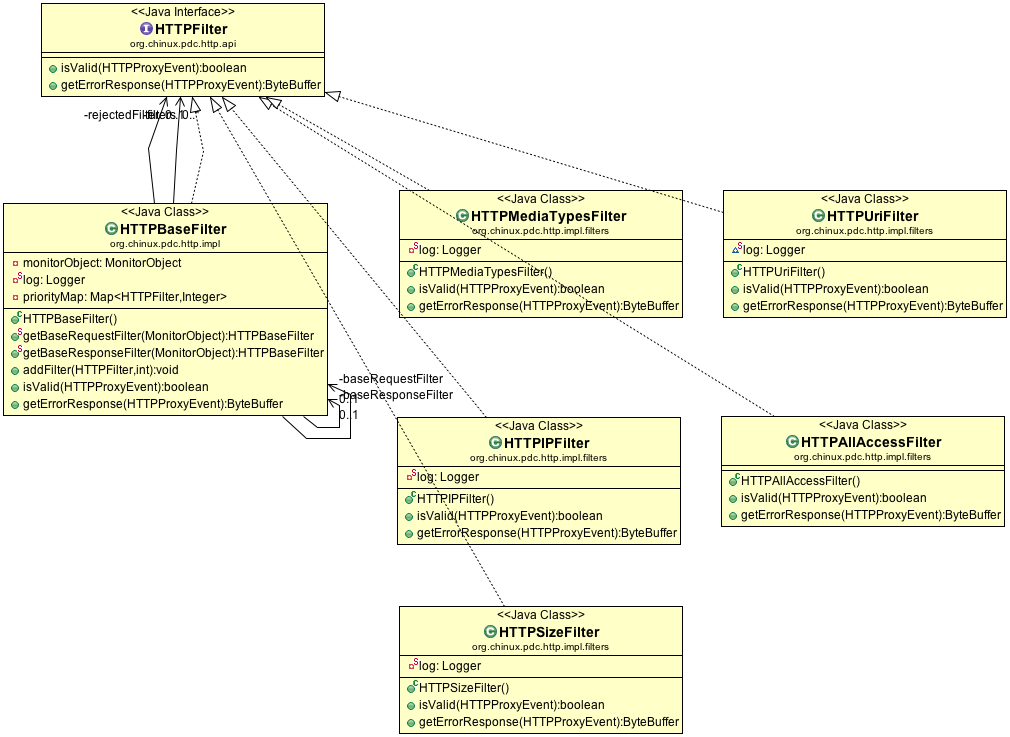 <<Java Interface>>
HTTPFilter
org.chinux.pdc.http.api
isValid(HTTPProxyEvent):boolean
getErrorResponse(HTTPProxyEvent):ByteBuffer
-rejectedFilters
0..1
0..
<<Java Class>>
HTTPBaseFilter
org.chinux.pdc.http.impl
monitorObject: MonitorObject
log: Logger
priorityMap: Map<HTTPFilter,Integer>
HTTPBaseFilter()
getBaseRequestFilter(MonitorObject):HTTPBaseFilter
getBaseResponseFilter(MonitorObject):HTTPBaseFilter
addFilter(HTTPFilter,int):void
isValid(HTTPProxyEvent):boolean
getErrorResponse(HTTPProxyEvent):ByteBuffer
-baseRequestFilter
-baseResponseFilter
0..1
0..1
<<Java Class>>
HTTPMediaTypesFilter
org.chinux.pdc.http.impl.filters
log: Logger
HTTPMediaTypesFilter()
isValid(HTTPProxyEvent):boolean
getErrorResponse(HTTPProxyEvent):ByteBuffer
<<Java Class>>
HTTPUriFilter
org.chinux.pdc.http.impl.filters
log: Logger
HTTPUriFilter()
isValid(HTTPProxyEvent):boolean
getErrorResponse(HTTPProxyEvent):ByteBuffer
<<Java Class>>
HTTPIPFilter
org.chinux.pdc.http.impl.filters
log: Logger
HTTPIPFilter()
isValid(HTTPProxyEvent):boolean
getErrorResponse(HTTPProxyEvent):ByteBuffer
<<Java Class>>
HTTPAllAccessFilter
org.chinux.pdc.http.impl.filters
HTTPAllAccessFilter()
isValid(HTTPProxyEvent):boolean
getErrorResponse(HTTPProxyEvent):ByteBuffer
<<Java Class>>
HTTPSizeFilter
org.chinux.pdc.http.impl.filters
log: Logger
HTTPSizeFilter()
isValid(HTTPProxyEvent):boolean
getErrorResponse(HTTPProxyEvent):ByteBuffer